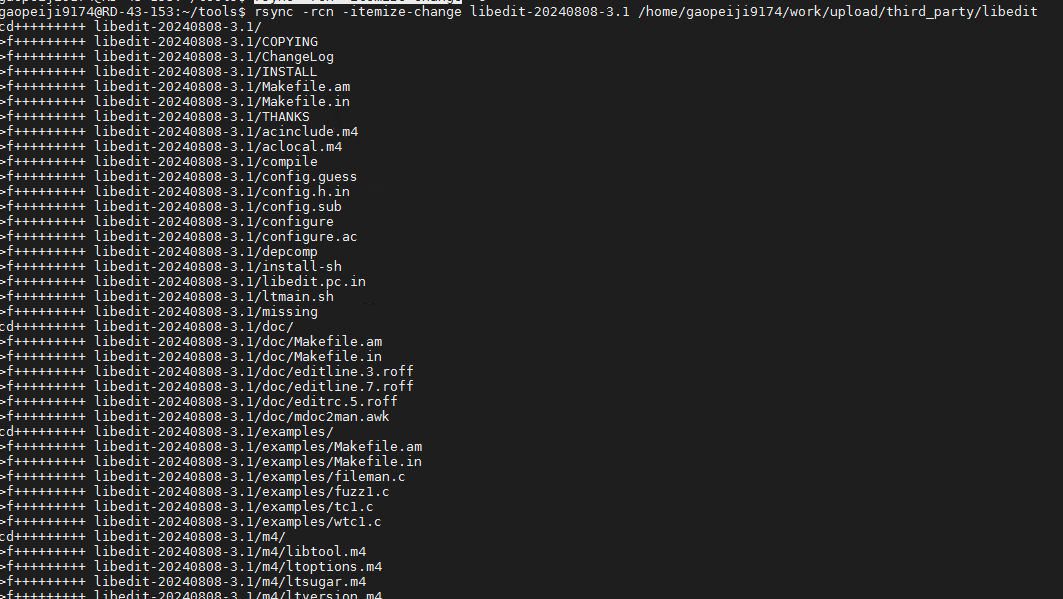 gaopeiji9174@RD-43-153:~/tools$ rsync -rcn -itemize-change libedit-20240808-3.1 /home/gaopeiji9174/work/upload/third_party/libedit
cd+++++++++ libedit-20240808-3.1/
>f+++++++++ libedit-20240808-3.1/COPYING
>f+++++++++ libedit-20240808-3.1/ChangeLog
>f+++++++++ libedit-20240808-3.1/INSTALL
>f+++++++++ libedit-20240808-3.1/Makefile.am
>f+++++++++ libedit-20240808-3.1/Makefile.in
>f+++++++++ libedit-20240808-3.1/THANKS
>f+++++++++ libedit-20240808-3.1/acinclude.m4
>f+++++++++ libedit-20240808-3.1/aclocal.m4
>f+++++++++ libedit-20240808-3.1/compile
>f+++++++++ libedit-20240808-3.1/config.guess
>f+++++++++ libedit-20240808-3.1/config.h.in
>f+++++++++ libedit-20240808-3.1/config.sub
>f+++++++++ libedit-20240808-3.1/configure
>f+++++++++ libedit-20240808-3.1/configure.ac
>f+++++++++ libedit-20240808-3.1/depcomp
>f+++++++++ libedit-20240808-3.1/install-sh
>f+++++++++ libedit-20240808-3.1/libedit.pc.in
>f+++++++++ libedit-20240808-3.1/ltmain.sh
>f+++++++++ libedit-20240808-3.1/missing
cd+++++++++ libedit-20240808-3.1/doc/
>f+++++++++ libedit-20240808-3.1/doc/Makefile.am
>f+++++++++ libedit-20240808-3.1/doc/Makefile.in
>f+++++++++ libedit-20240808-3.1/doc/editline.3.roff
>f+++++++++ libedit-20240808-3.1/doc/editline.7.roff
>f+++++++++ libedit-20240808-3.1/doc/editrc.5.roff
>f+++++++++ libedit-20240808-3.1/doc/mdoc2man.awk
cd+++++++++ libedit-20240808-3.1/examples/
>f+++++++++ libedit-20240808-3.1/examples/Makefile.am
>f+++++++++ libedit-20240808-3.1/examples/Makefile.in
>f+++++++++ libedit-20240808-3.1/examples/fileman.c
>f+++++++++ libedit-20240808-3.1/examples/fuzz1.c
>f+++++++++ libedit-20240808-3.1/examples/tc1.c
>f+++++++++ libedit-20240808-3.1/examples/wtc1.c
cd+++++++++ libedit-20240808-3.1/m4/
>f+++++++++ libedit-20240808-3.1/m4/libtool.m4
>f+++++++++ libedit-20240808-3.1/m4/ltoptions.m4
>f+++++++++ libedit-20240808-3.1/m4/ltsugar.m4
>f+++++++++ libedit-20240808-3.1/m4/ltversion.m4